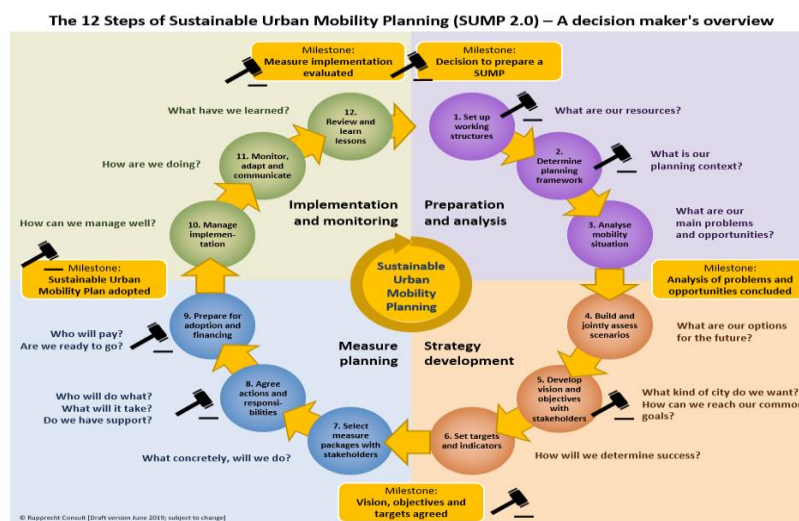 The 12 Steps of Sustainable Urban Mobility Planning (SUMP 2.0) – A decision maker's overview
Milestone:
Measure implementation
evaluated
Milestone:
Decision to prepare a
SUMP
What have we learned?
12.
Review and
learn
lessons
1. Set up
working
structures
What are our resources?
How are we doing?
11. Monitor,
adapt and
communicate
2.
Determine
planning
framework
What is our
planning context?
Implementation
and monitoring
Preparation
and analysis
How can we manage well?
10. Manage
implemen-
tation
3. Analyse
mobility
situation
What are our
main problems
and opportunities?
Milestone:
Sustainable Urban
Mobility Plan adopted
Sustainable
Urban
Mobility
Planning
Milestone:
Analysis of problems and
opportunities concluded
Who will pay?
Are we ready to go?
9. Prepare for
adoption and
financing
4. Build and
jointly assess
scenarios
What are our options
for the future?
Measure
planning
Strategy
development
Who will do what?
What will it take?
Do we have support?
8. Agree
actions and
responsi-
bilities
5. Develop
vision and
objectives with
stakeholders
What kind of city do we want?
How can we reach our common
goals?
What concretely, will we do?
7. Select
measure
packages with
stakeholders
6. Set targets
and indicators
How will we determine success?
Milestone:
Vision, objectives and
targets agreed
© Rupprecht Consult [Draft version June 2019; subject to change]